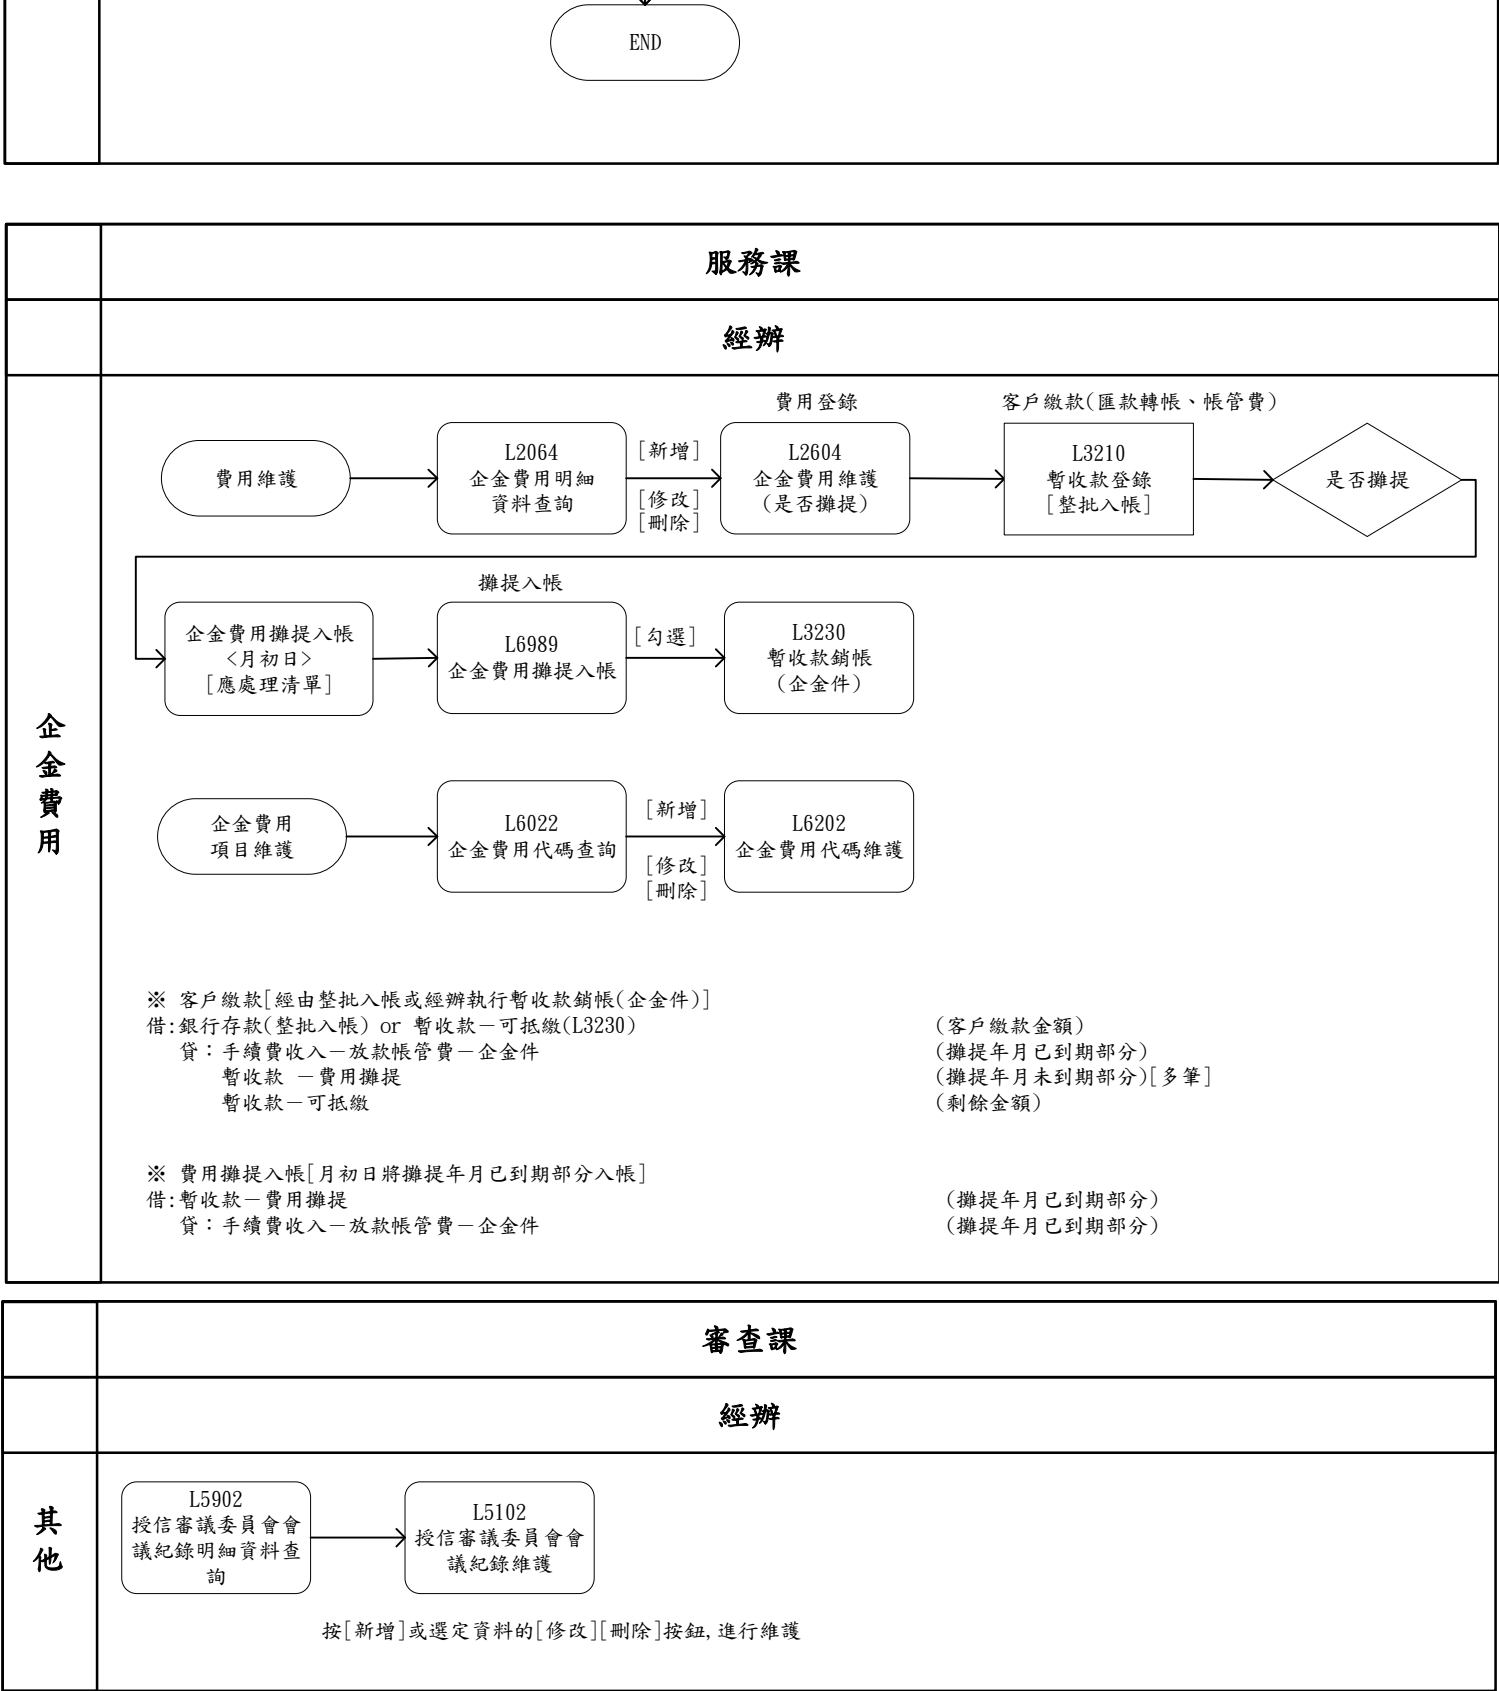 END
服務課
經辦
企
金
費
用
費用登錄
客戶繳款(匯款轉帳、帳管費)
費用維護
L2064
企金費用明細
資料查詢
[新增]
[修改]
[刪除]
L2604
企金費用維護
(是否攤提)
L3210
暫收款登錄
[整批入帳]
是否攤提
攤提入帳
企金費用攤提入帳
<月初日>
[應處理清單]
L6989
企金費用攤提入帳
[勾選]
L3230
暫收款銷帳
(企金件)
企金費用
項目維護
L6022
企金費用代碼查詢
[新增]
[修改]
[刪除]
L6202
企金費用代碼維護
※ 客戶繳款[經由整批入帳或經辦執行暫收款銷帳(企金件)]
借:銀行存款(整批入帳) or 暫收款－可抵繳(L3230) (客戶繳款金額)
貸：手續費收入－放款帳管費－企金件 (攤提年月已到期部分)
暫收款 －費用攤提 (攤提年月未到期部分)[多筆]
暫收款－可抵繳 (剩餘金額)
※ 費用攤提入帳[月初日將攤提年月已到期部分入帳]
借:暫收款－費用攤提 (攤提年月已到期部分)
貸：手續費收入－放款帳管費－企金件 (攤提年月已到期部分)
審查課
經辦
其
他
L5902
授信審議委員會會
議紀錄明細資料查
詢
L5102
授信審議委員會會
議紀錄維護
按[新增]或選定資料的[修改][刪除]按鈕,進行維護